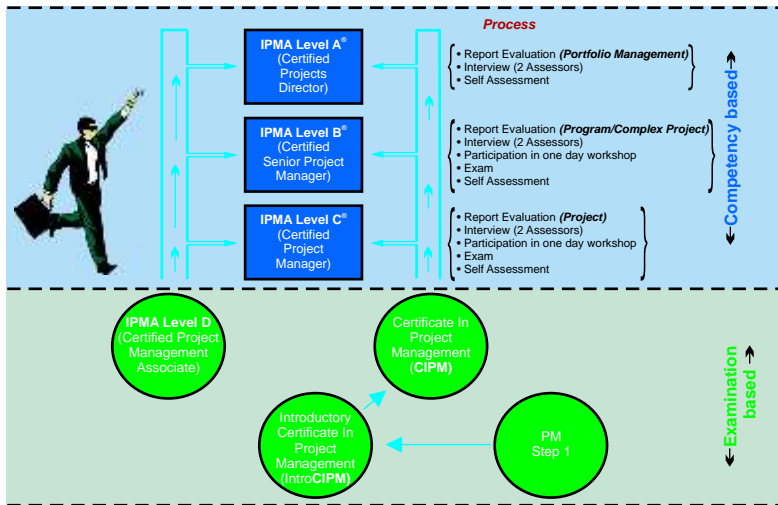 Process
IPMA Level A®
(Certified
Projects
Director)
• Report Evaluation (Portfolio Management)
• Interview (2 Assessors)
• Self Assessment
IPMA Level B®
(Certified
Senior Project
Manager)
• Report Evaluation (Program/Complex Project)
• Interview (2 Assessors)
• Participation in one day workshop
• Exam
• Self Assessment
IPMA Level C®
(Certified
Project
Manager)
• Report Evaluation (Project)
• Interview (2 Assessors)
• Participation in one day workshop
• Exam
• Self Assessment
Competency based
IPMA Level D
(Certified Project
Management
Associate)
Certificate In
Project
Management
(CIPM)
Introductory
Certificate In
Project
Management
(IntroCIPM)
PM
Step 1
Examination
based